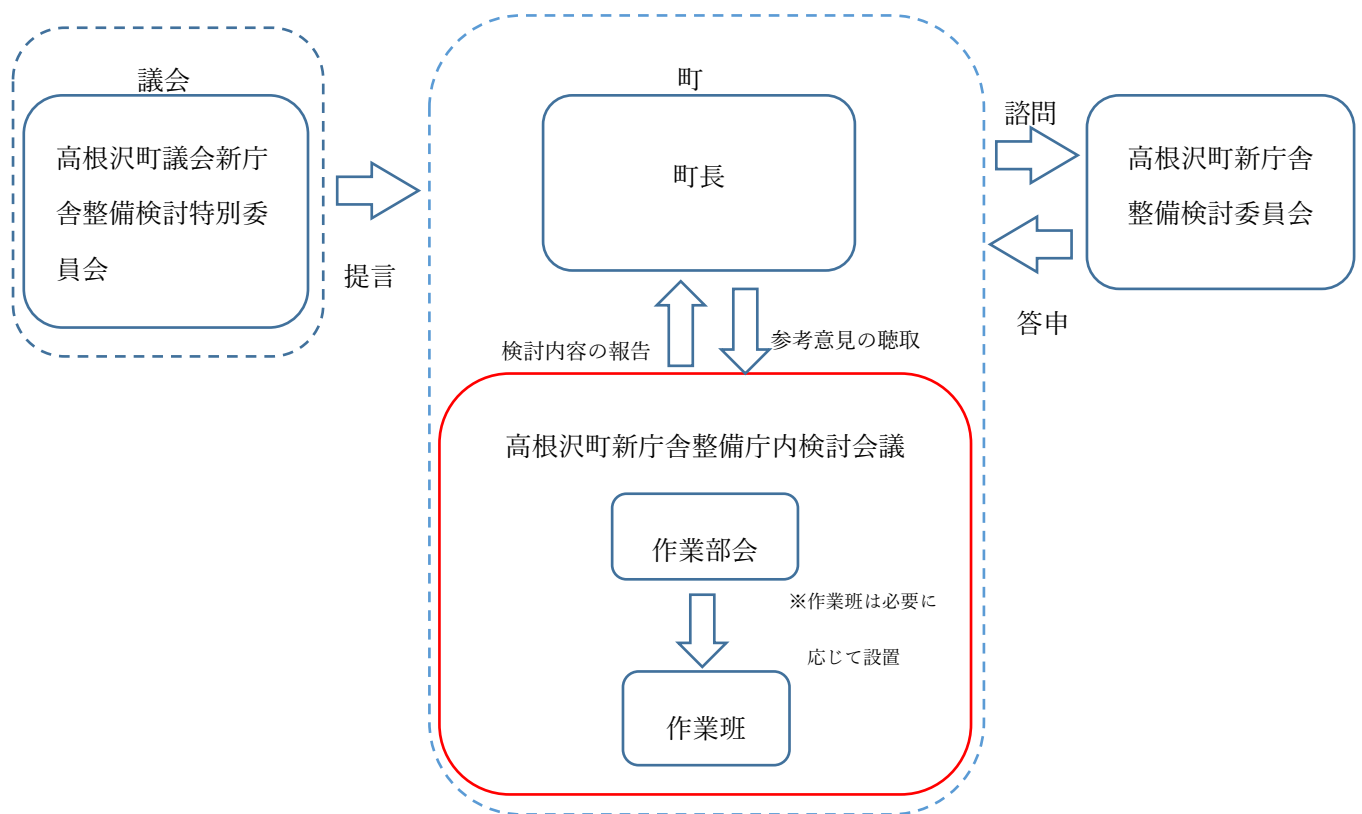 議会
高根沢町議会新庁
舎整備検討特別委
員会
提言
町
町長
諮問
高根沢町新庁舎
整備検討委員会
答申
検討内容の報告
参考意見の聴取
高根沢町新庁舎整備庁内検討会議
作業部会
※作業班は必要に
応じて設置
作業班